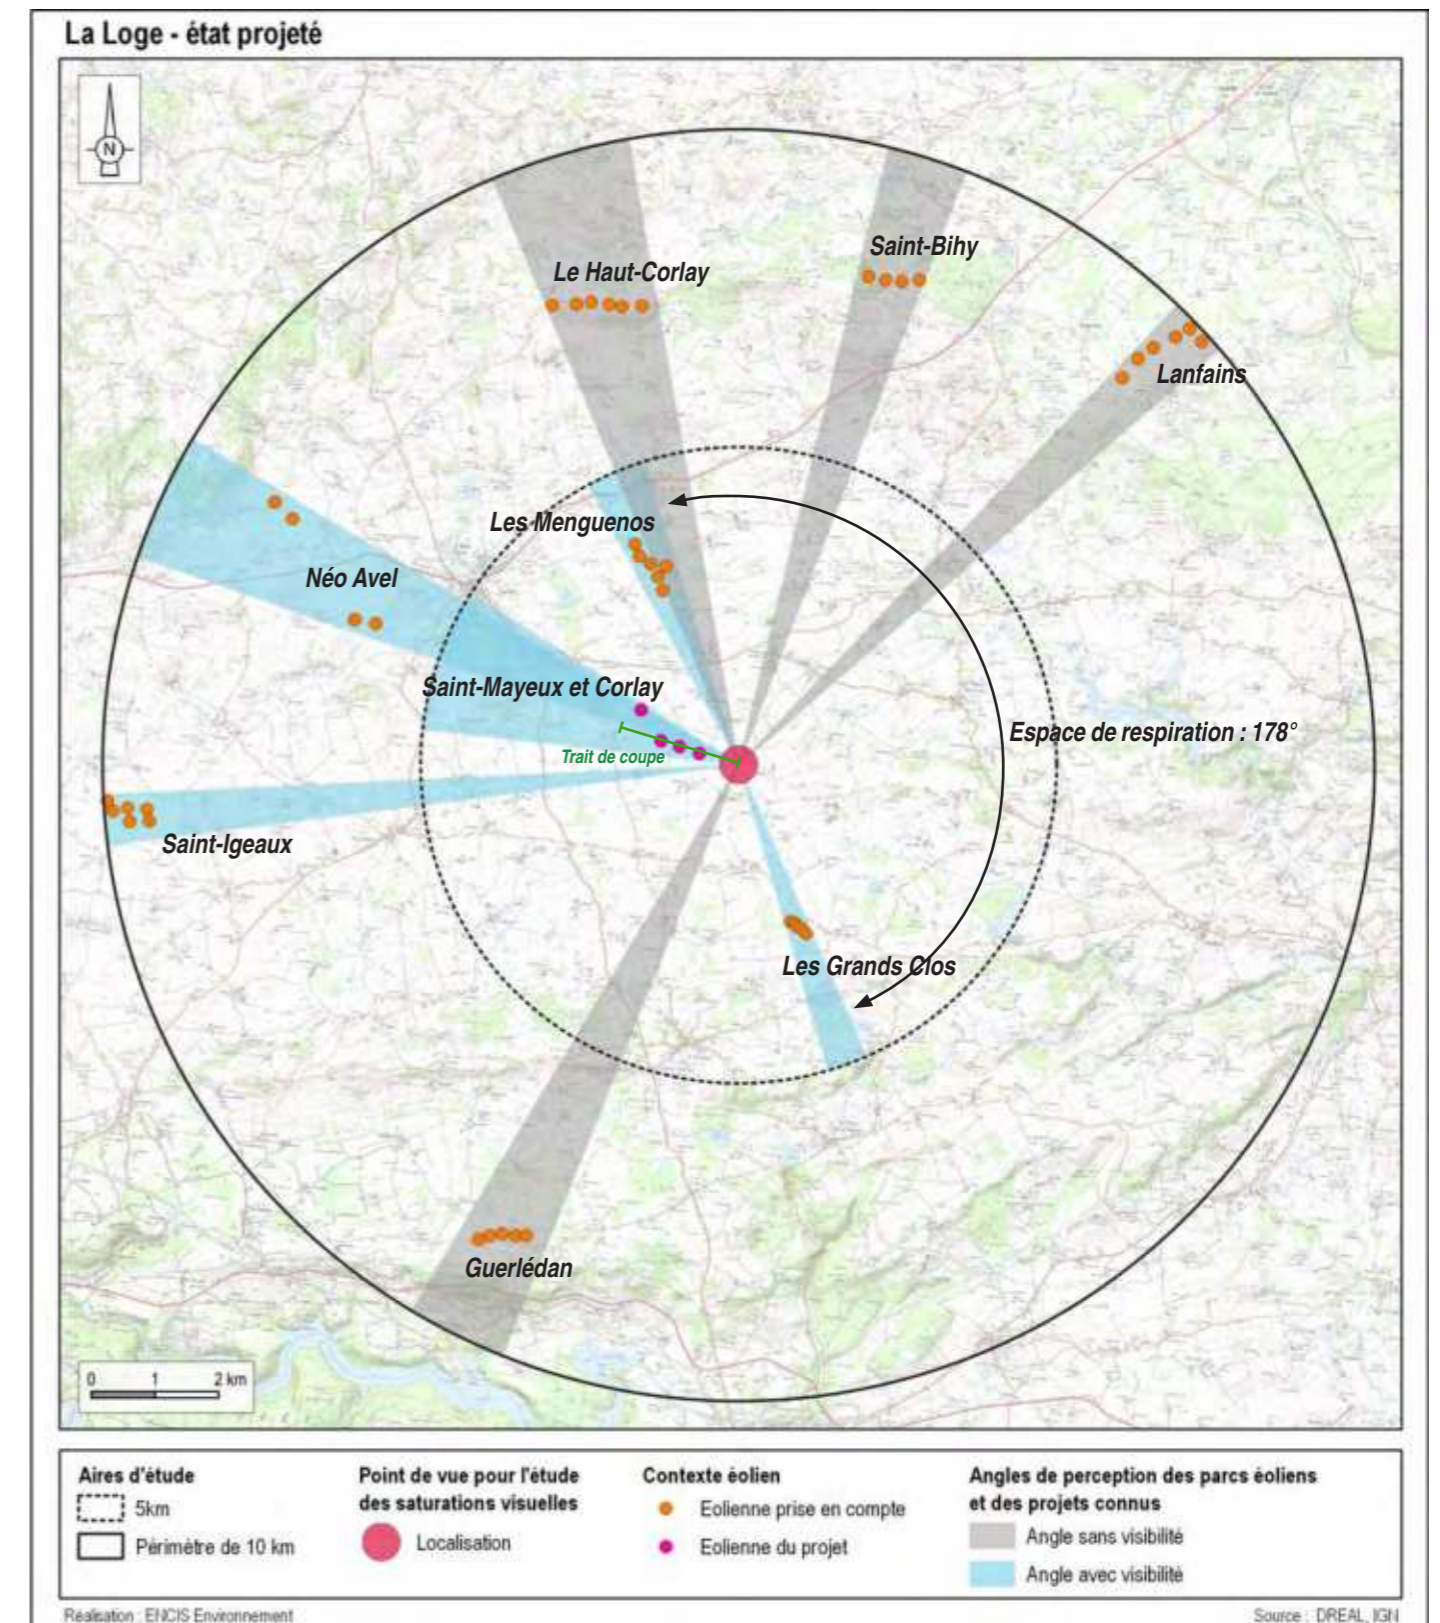 La Loge - état projeté
N
Saint-Bihy
Le Haut-Corlay
Lanfains
Les Menguenos
Néo Avel
Saint-Mayeux et Corlay
Espace de respiration : 178°
Trait de coupe
Saint-Igeaux
Les Grands Clos
Guerlédan
0 1 2 km
Aires d'étude
5km
Périmètre de 10 km
Point de vue pour l'étude
des saturations visuelles
Localisation
Contexte éolien
Eolienne prise en compte
Eolienne du projet
Angles de perception des parcs éoliens
et des projets connus
Angle sans visibilité
Angle avec visibilité
Réalisation : ENCIS Environnement
Source : DREAL, IGN